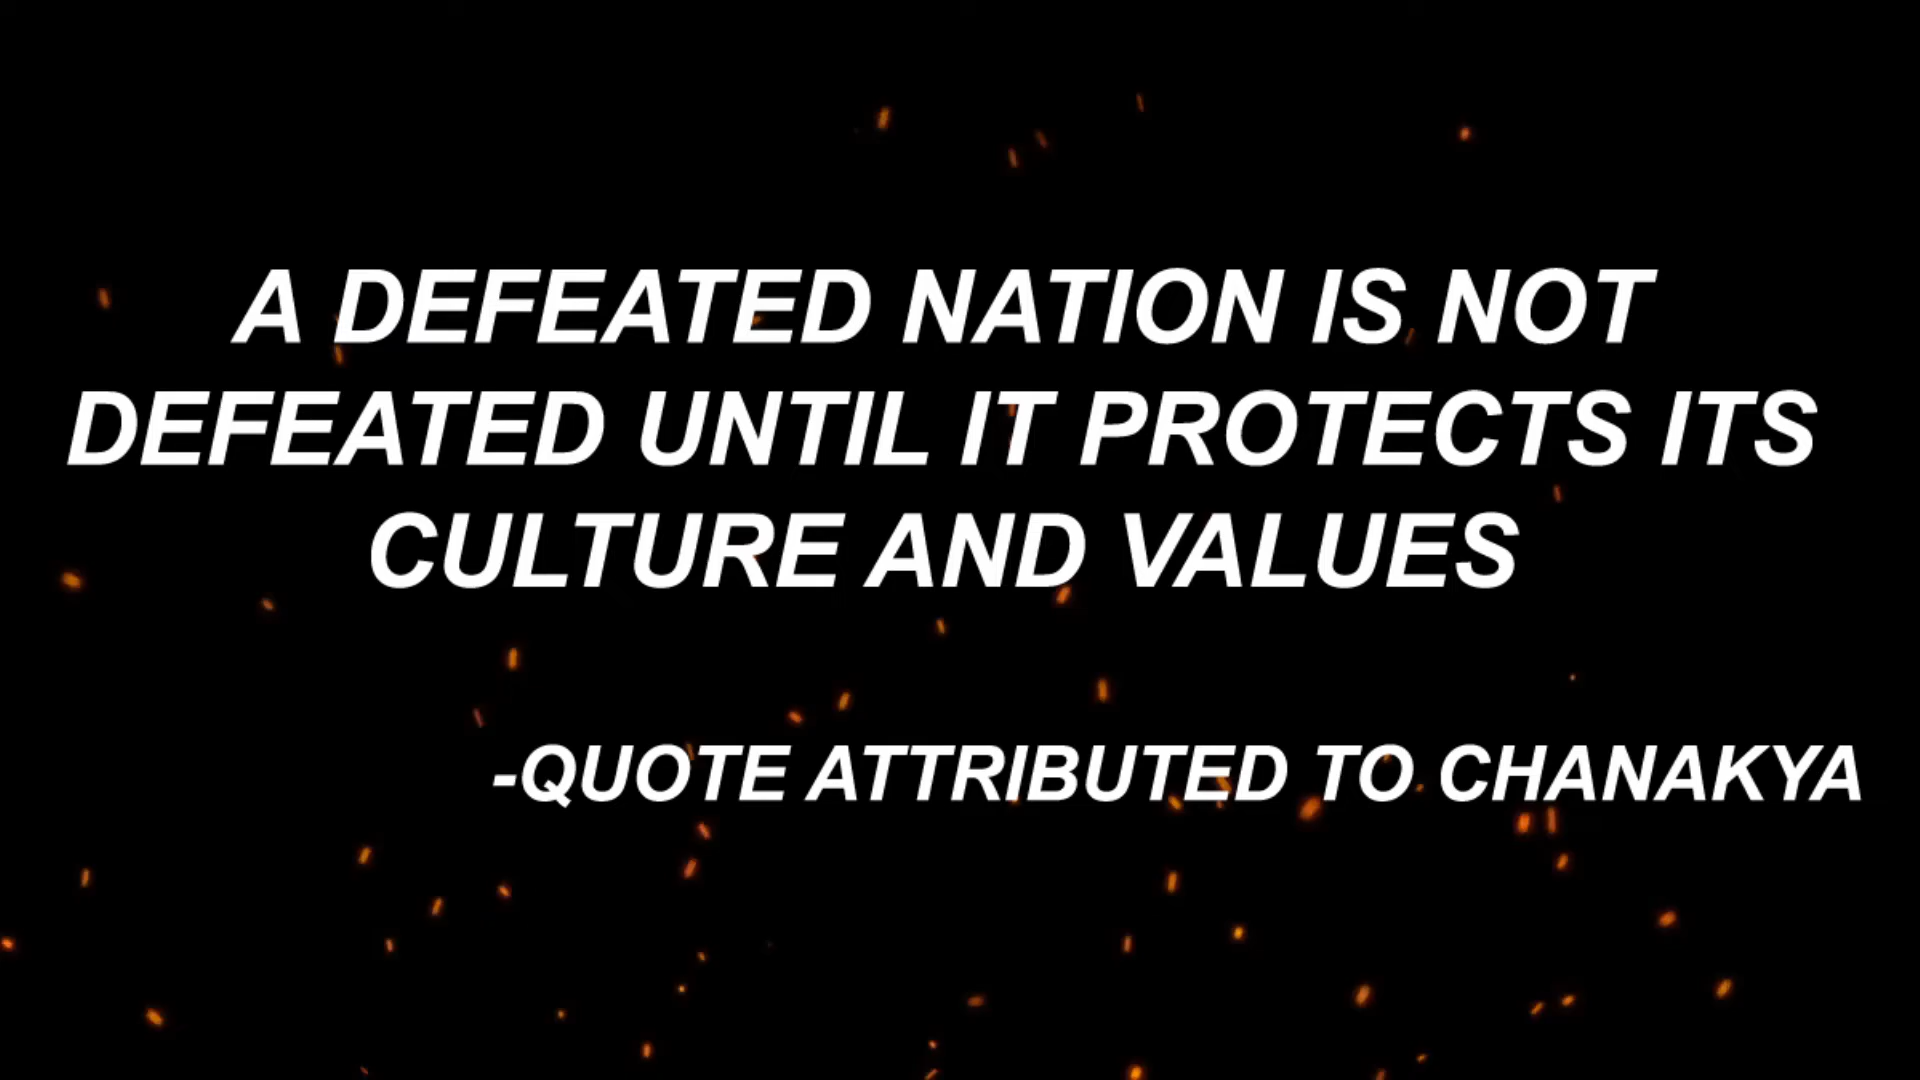 A DEFEATED NATION IS NOT
DEFEATED UNTIL IT PROTECTS ITS
CULTURE AND VALUES
-QUOTE ATTRIBUTED TO CHANAKYA